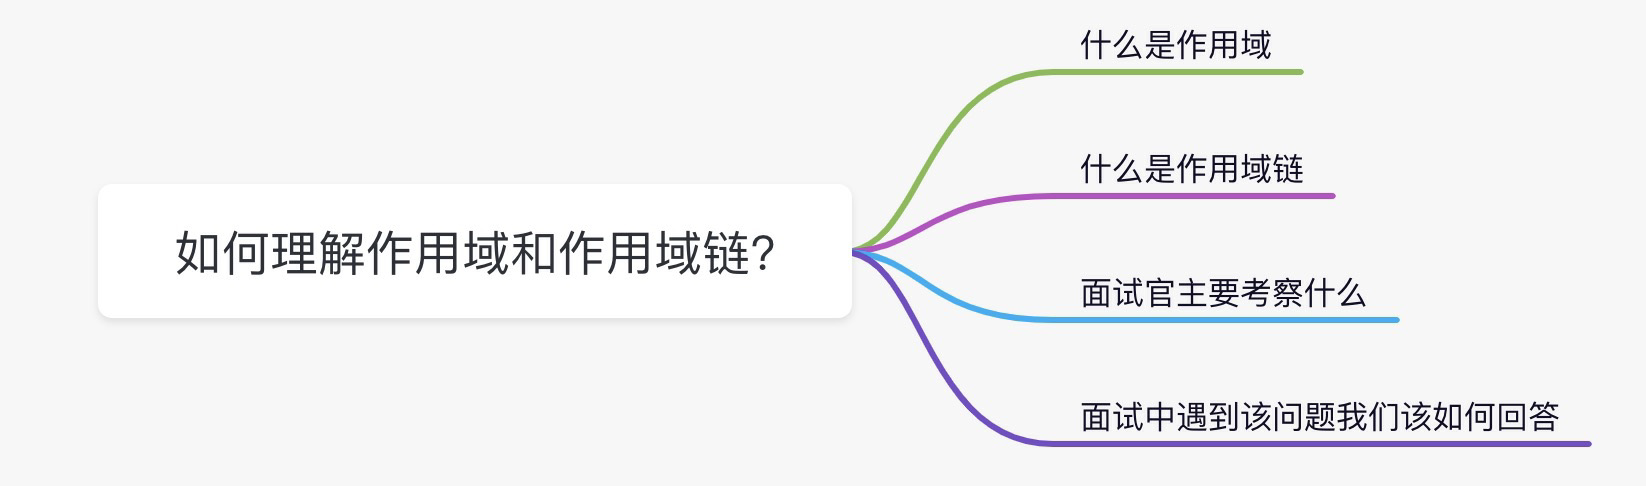 什么是作用域
什么是作用域链
如何理解作用域和作用域链?
面试官主要考察什么
面试中遇到该问题我们该如何回答